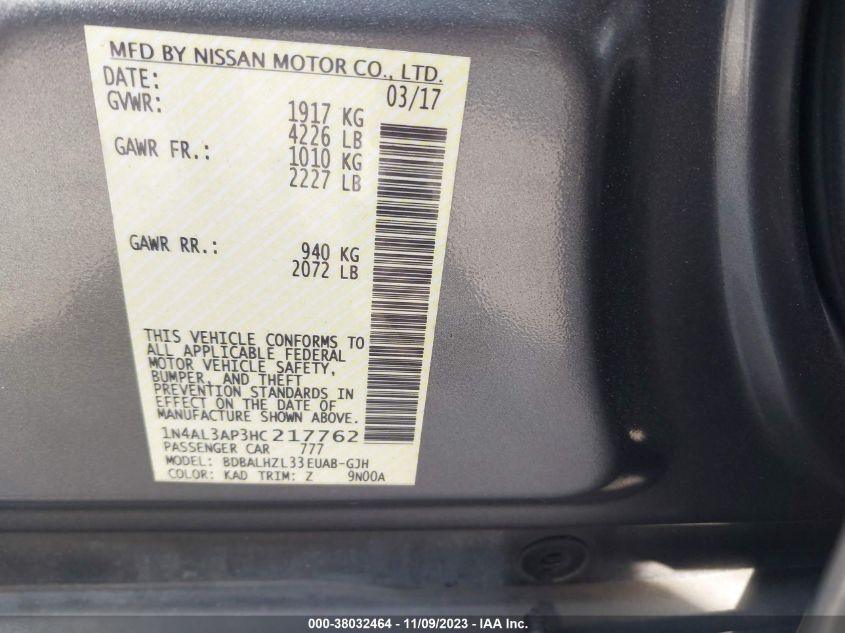 MFD BY NISSAN MOTOR CO., LTD.
DATE: 03/17
GVWR: 1917 KG
4226 LB
GAWR FR.: 1010 KG
2227 LB
GAWR RR.: 940 KG
2072 LB
THIS VEHICLE CONFORMS TO
ALL APPLICABLE FEDERAL
MOTOR VEHICLE SAFETY,
BUMPER, AND THEFT
PREVENTION STANDARDS IN
EFFECT ON THE DATE OF
MANUFACTURE SHOWN ABOVE.
1N4AL3AP3HC217762
PASSENGER CAR 777
MODEL: BDBALHZL33EUAB-GJH
COLOR: KAD TRIM: Z 9N00A
000-38032464 - 11/09/2023 - IAA Inc.